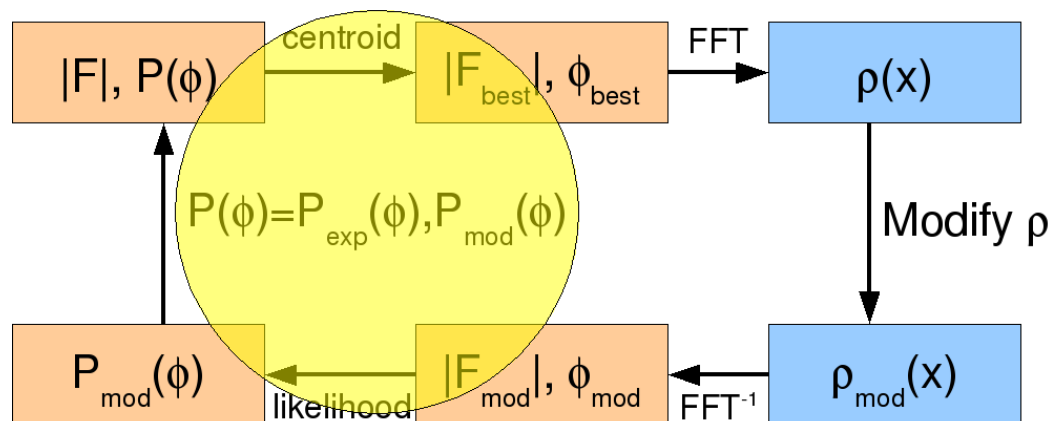 centroid
FFT
|F|, P(ϕ)
|F_best|, ϕ_best
ρ(x)
P(ϕ)=P_exp(ϕ),P_mod(ϕ)
Modify ρ
P_mod(ϕ)
|F_mod|, ϕ_mod
ρ_mod(x)
likelihood
FFT⁻¹